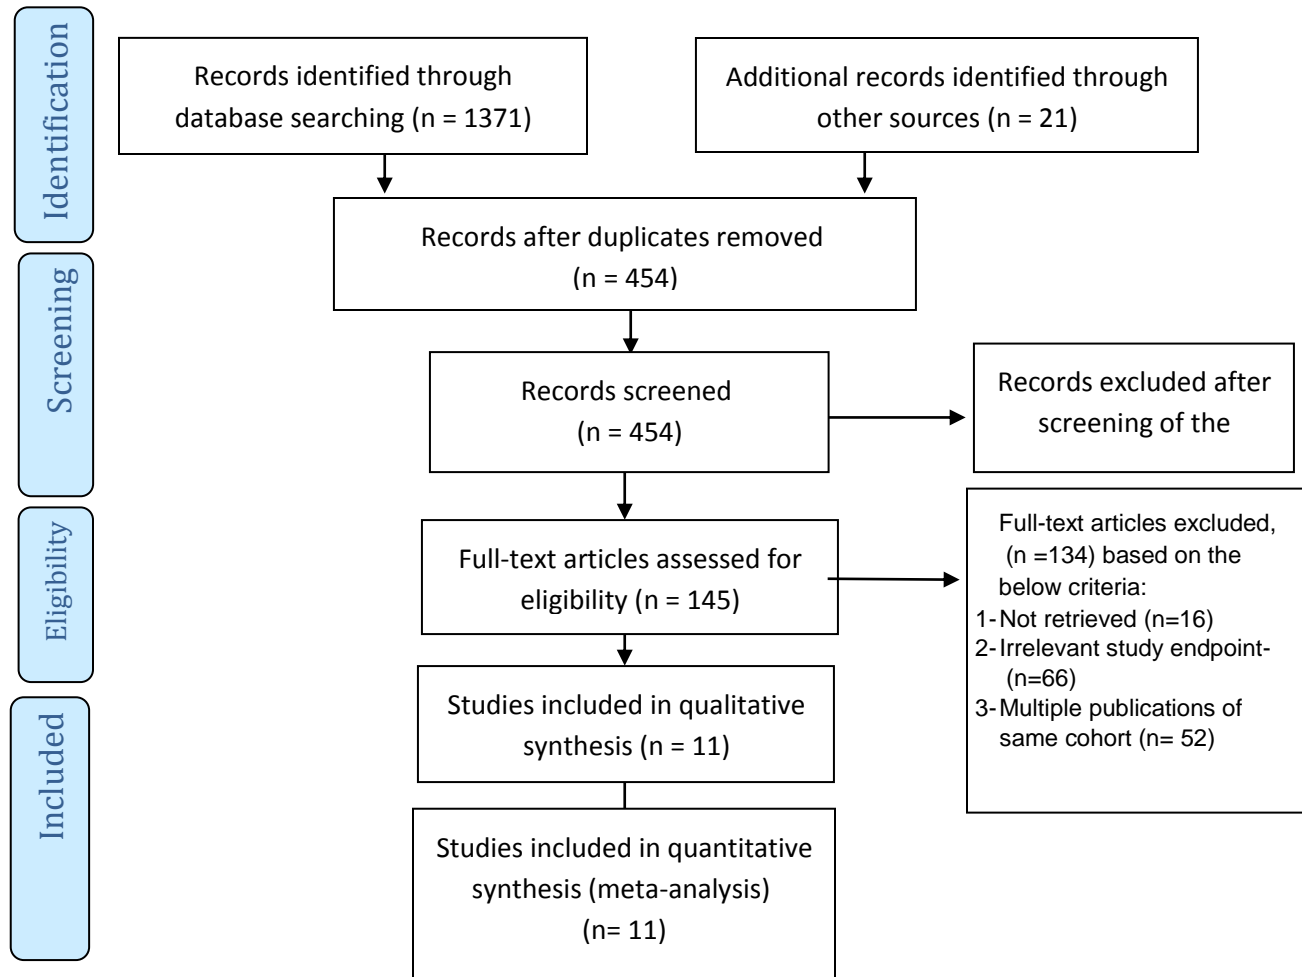 Identification
Records identified through
database searching (n = 1371)
Additional records identified through
other sources (n = 21)
Records after duplicates removed
(n = 454)
Screening
Records screened
(n = 454)
Records excluded after
screening of the
Eligibility
Full-text articles assessed for
eligibility (n = 145)
Full-text articles excluded,
(n =134) based on the
below criteria:
1- Not retrieved (n=16)
2- Irrelevant study endpoint-
(n=66)
3- Multiple publications of
same cohort (n= 52)
Included
Studies included in qualitative
synthesis (n = 11)
Studies included in quantitative
synthesis (meta-analysis)
(n= 11)